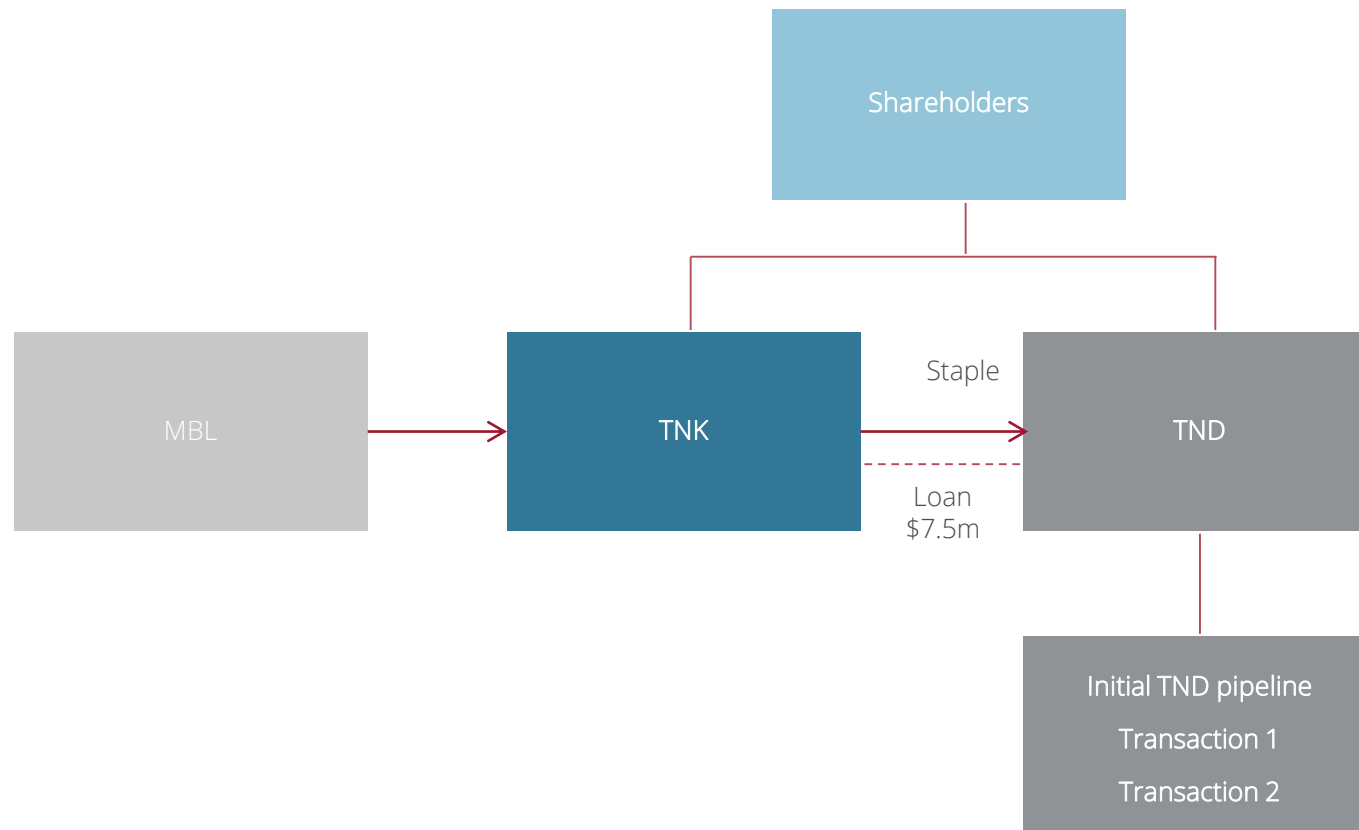 Shareholders
MBL
TNK
Staple
TND
Loan
$7.5m
Initial TND pipeline
Transaction 1
Transaction 2